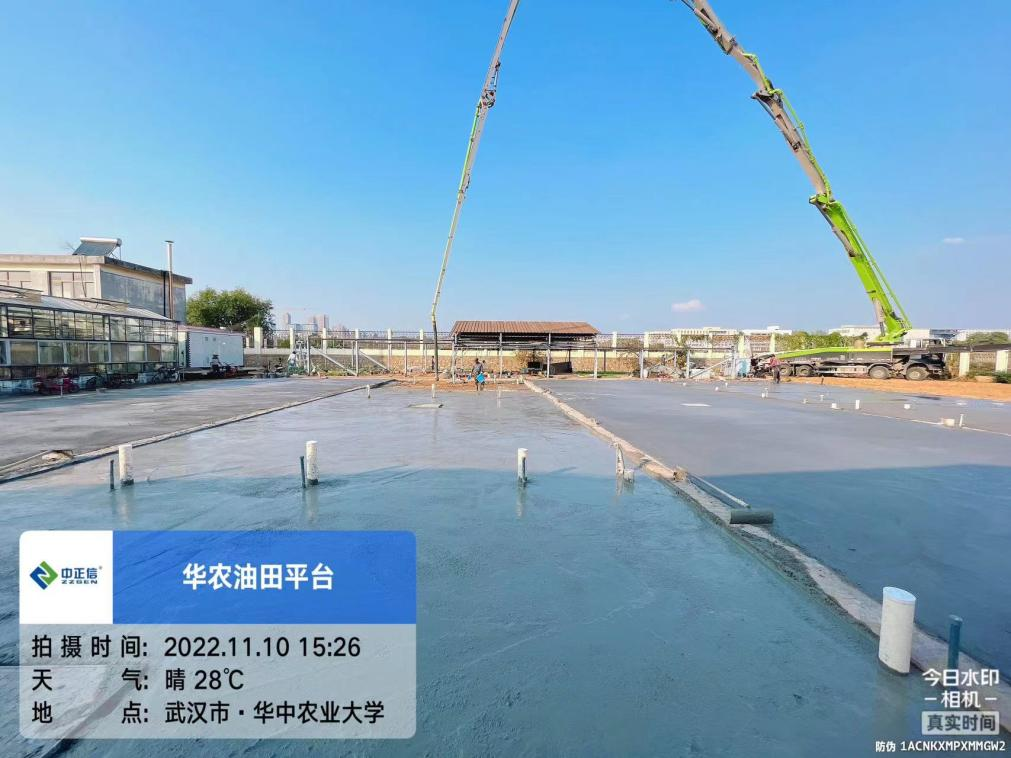 中正信
ZZGEN
华农油田平台
拍摄时间: 2022.11.10 15:26
天气: 晴 28℃
地点: 武汉市·华中农业大学
今日水印
相机
真实时间
防伪 1ACNKXMPXMMGW2